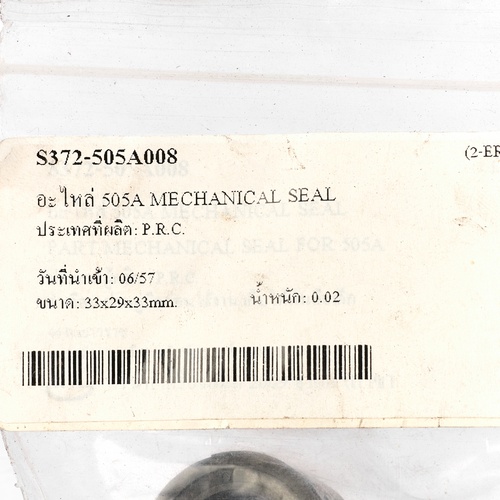 S372-505A008
(2-ER
อะไหล่ 505A MECHANICAL SEAL
ประเทศที่ผลิต: P.R.C.
วันที่นำเข้า: 06/57
ขนาด: 33x29x33mm. น้ำหนัก: 0.02